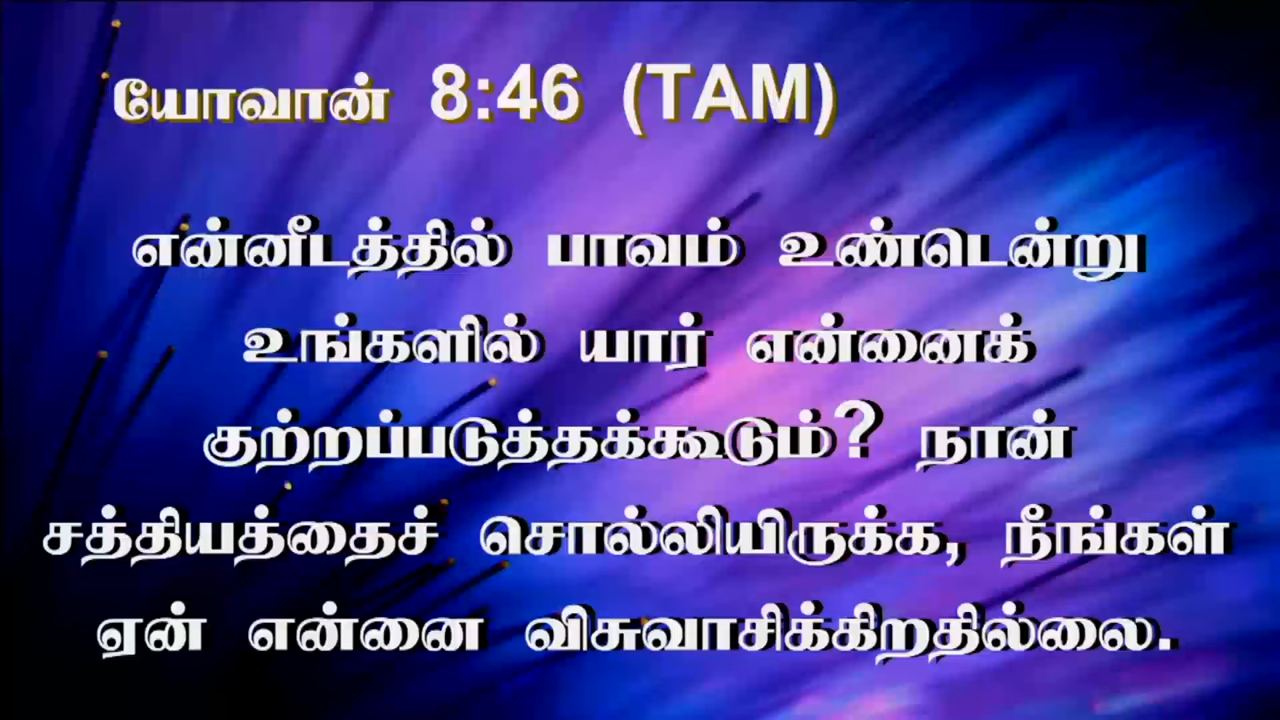 யோவான் 8:46 (TAM)
என்னீடத்தில் பாவம் உண்டென்று
உங்களில் யார் என்னைக்
குற்றப்படுத்தக்கூடும்? நான்
சத்தியத்தைச் சொல்லியிருக்க, நீங்கள்
ஏன் என்னை விசுவாசிக்கிறதில்லை.